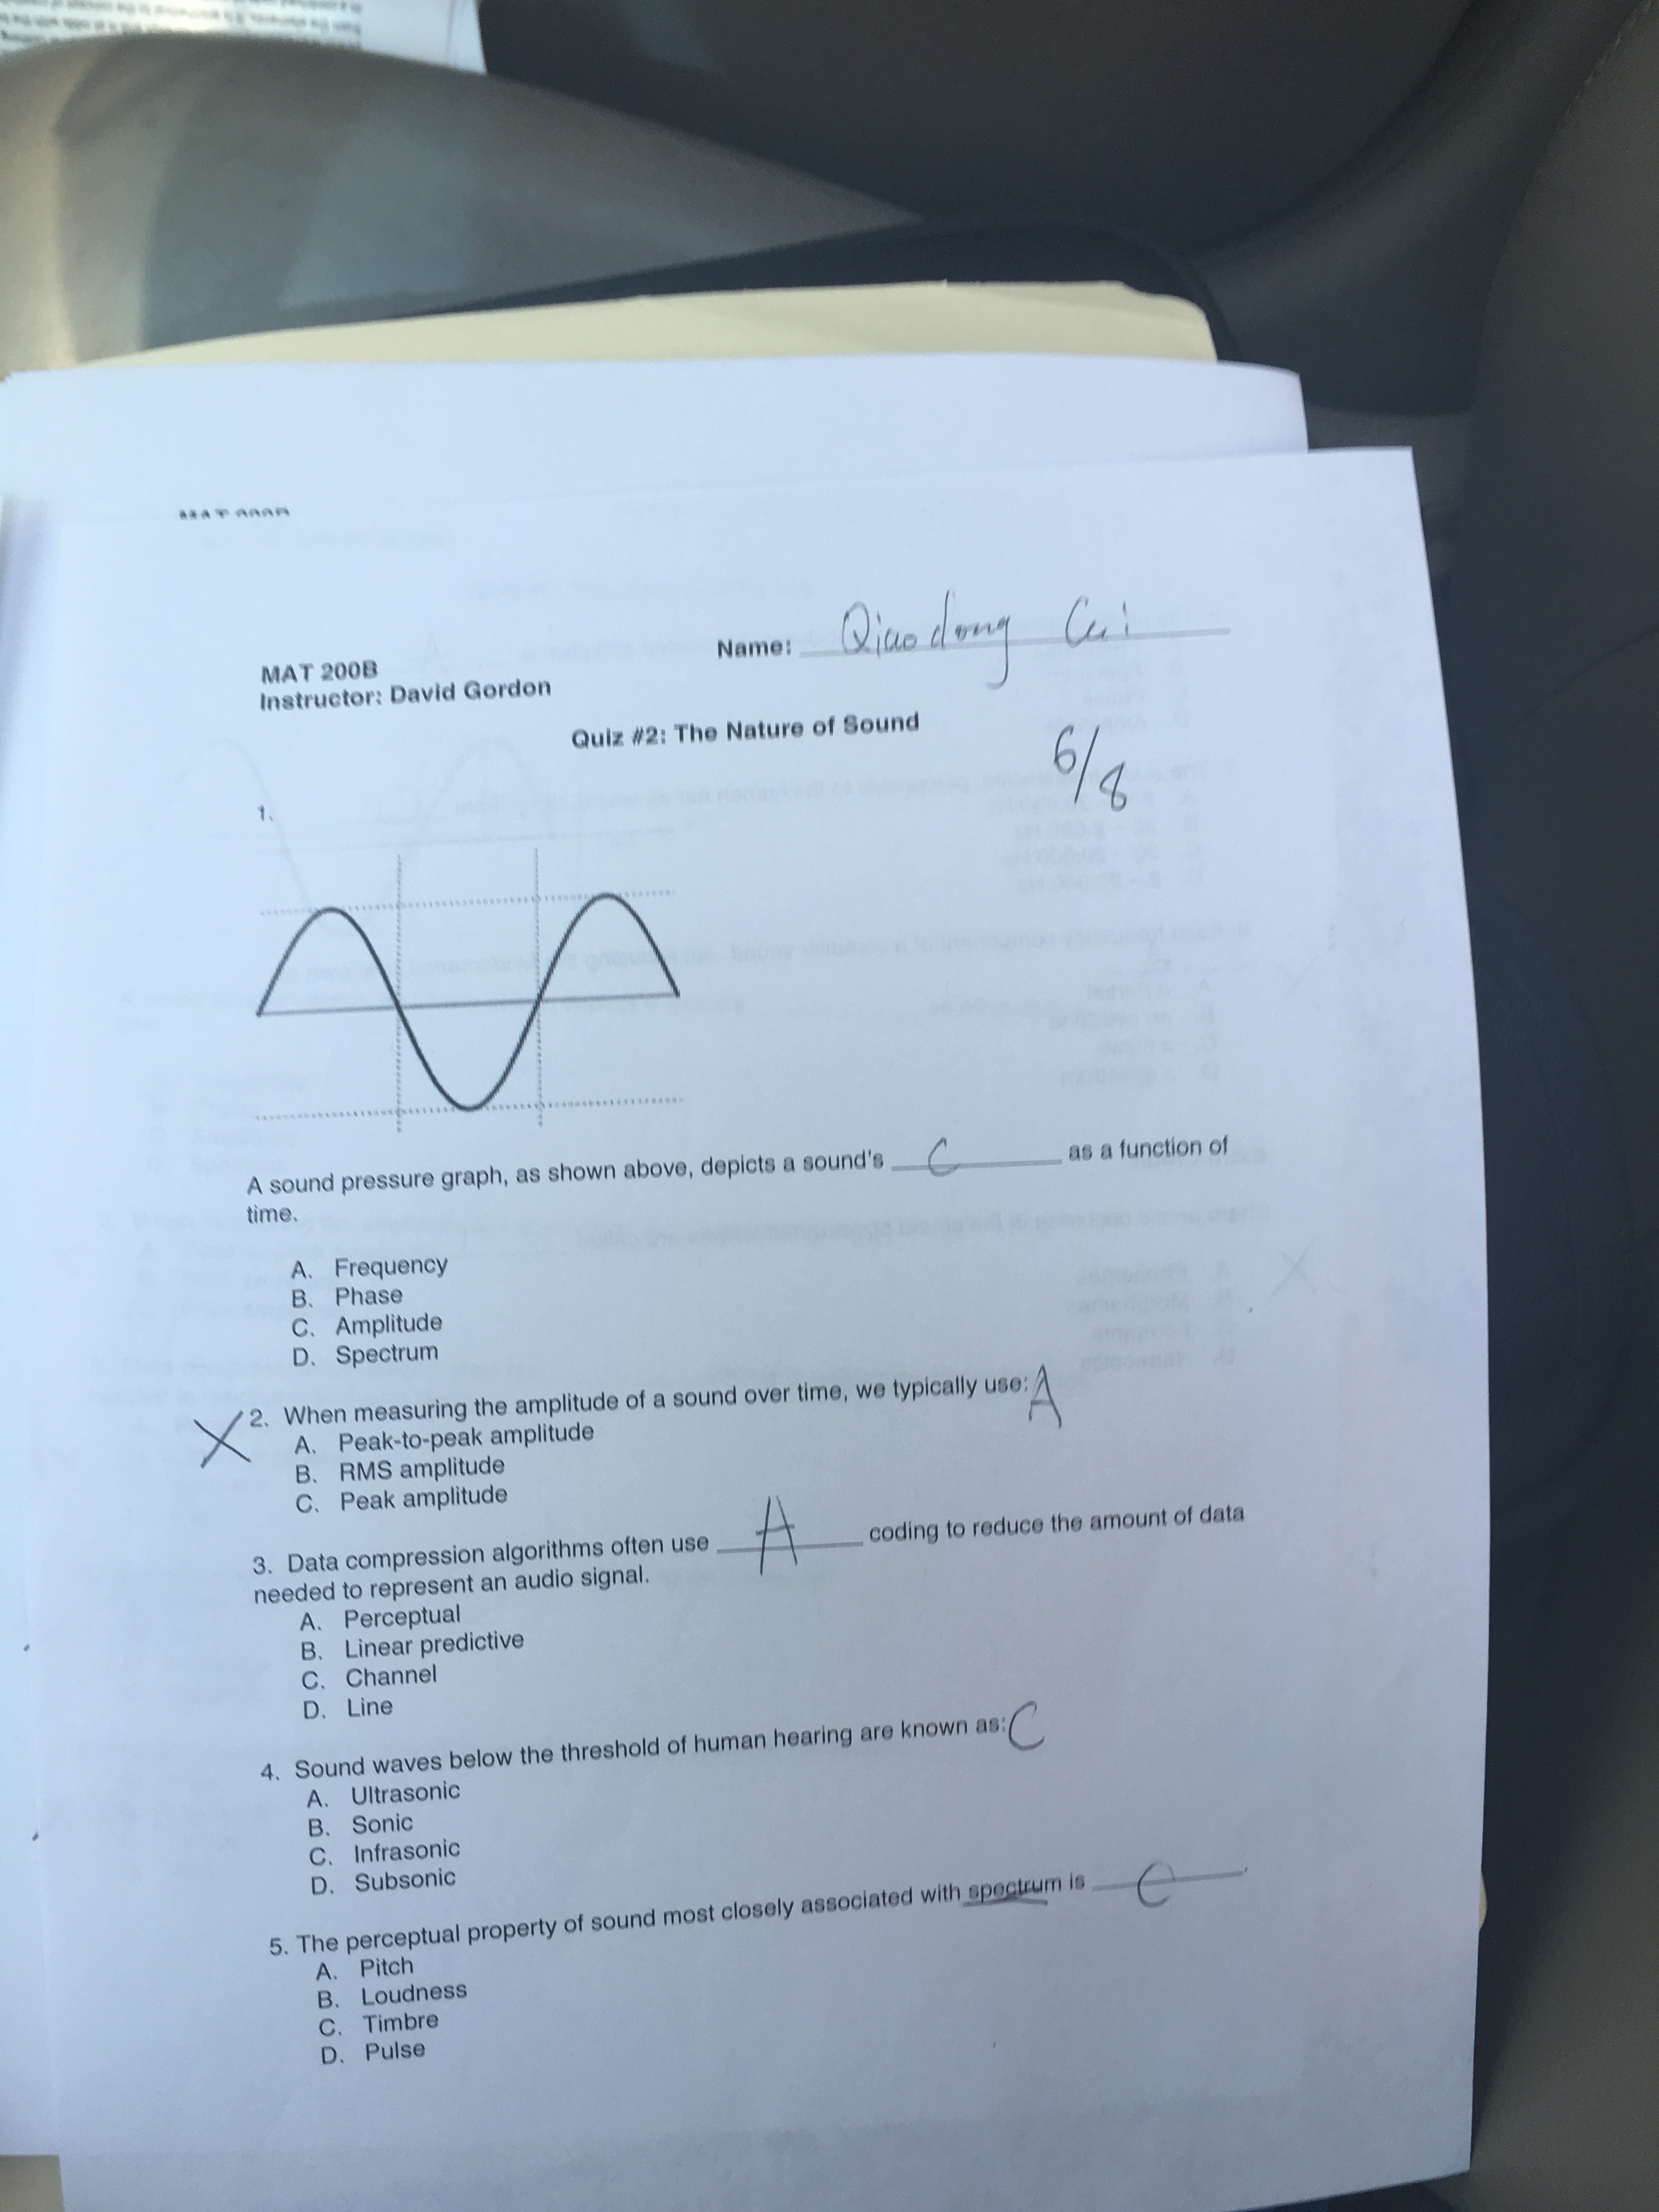 Name: Qiaodong Cui
MAT 200B
Instructor: David Gordon
Quiz #2: The Nature of Sound
6/8
1.
A sound pressure graph, as shown above, depicts a sound's C as a function of
time.
A. Frequency
B. Phase
C. Amplitude
D. Spectrum
X 2. When measuring the amplitude of a sound over time, we typically use: A
A. Peak-to-peak amplitude
B. RMS amplitude
C. Peak amplitude
3. Data compression algorithms often use A coding to reduce the amount of data
needed to represent an audio signal.
A. Perceptual
B. Linear predictive
C. Channel
D. Line
4. Sound waves below the threshold of human hearing are known as: C
A. Ultrasonic
B. Sonic
C. Infrasonic
D. Subsonic
5. The perceptual property of sound most closely associated with spectrum is C.
A. Pitch
B. Loudness
C. Timbre
D. Pulse